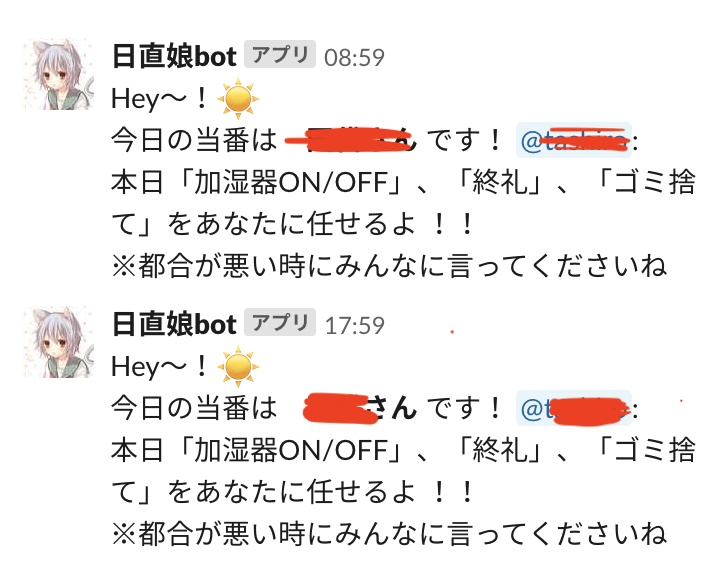 日直娘bot アプリ 08:59
Hey〜！
今日の当番は です！ @
本日「加湿器ON/OFF」、「終礼」、「ゴミ捨
て」をあなたに任せるよ ！！
※都合が悪い時にみんなに言ってくださいね
日直娘bot アプリ 17:59
Hey〜！
今日の当番は さん です！ @
本日「加湿器ON/OFF」、「終礼」、「ゴミ捨
て」をあなたに任せるよ ！！
※都合が悪い時にみんなに言ってくださいね